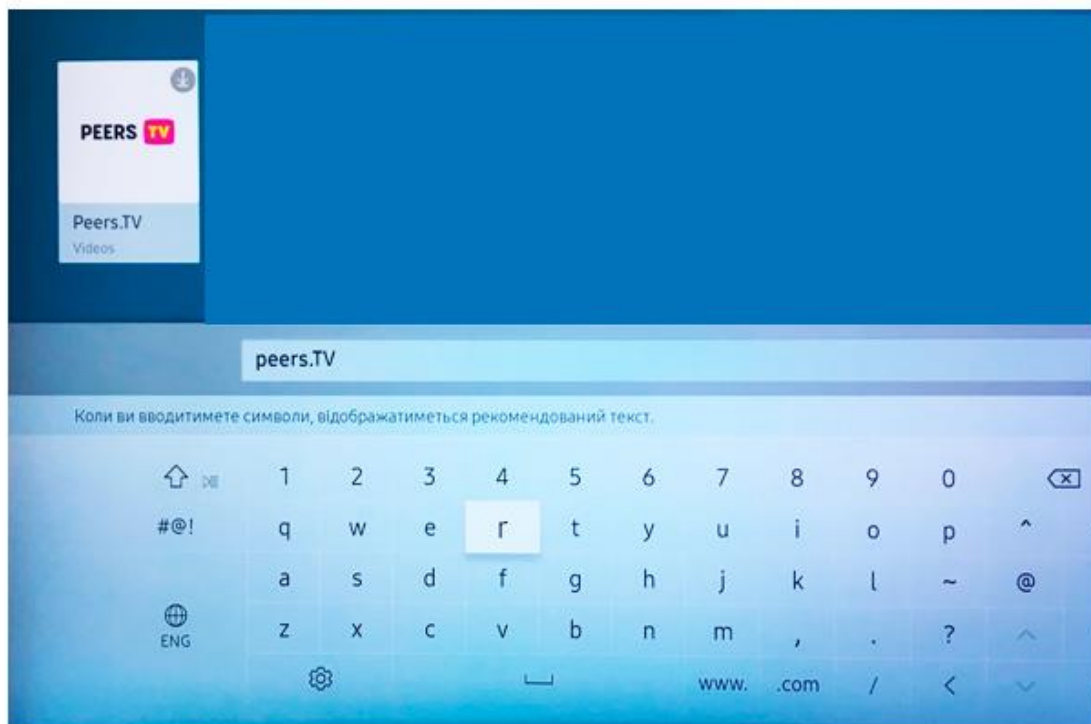 PEERS TV
Peers.TV
Videos
peers.TV
Коли ви вводитимете символи, відображатиметься рекомендований текст.
1 2 3 4 5 6 7 8 9 0
#@! q w e r t y u i o p ^
a s d f g h j k l ~ @
ENG z x c v b n m , . ?
www. .com / <